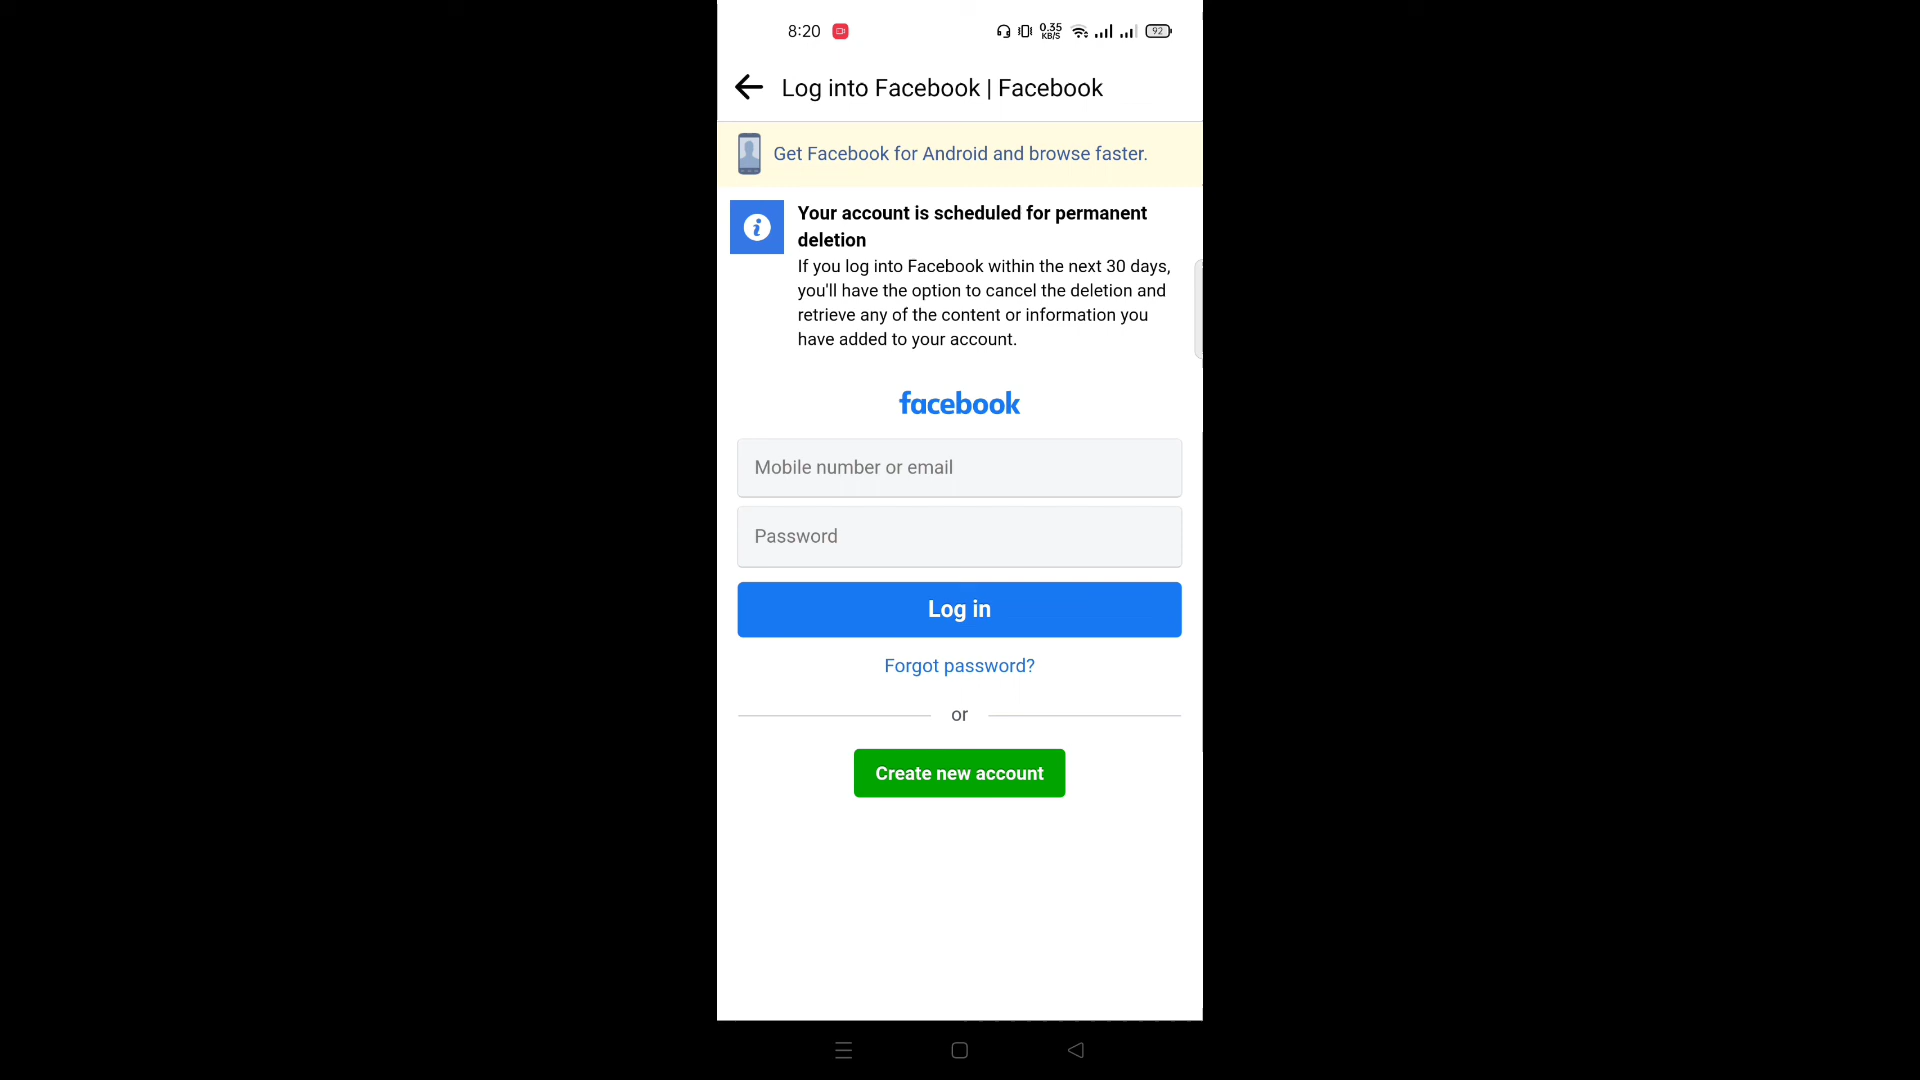 8:20
0.35
KB/S
92
Log into Facebook | Facebook
Get Facebook for Android and browse faster.
Your account is scheduled for permanent
deletion
If you log into Facebook within the next 30 days,
you'll have the option to cancel the deletion and
retrieve any of the content or information you
have added to your account.
facebook
Mobile number or email
Password
Log in
Forgot password?
or
Create new account